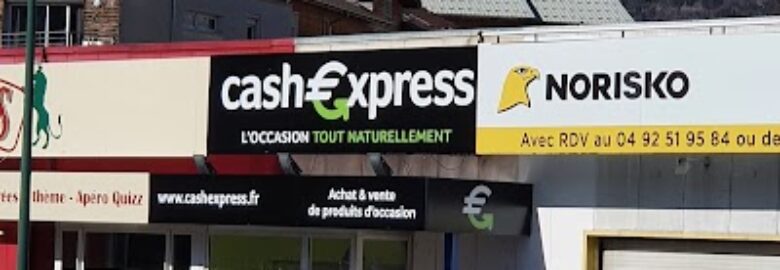 S
cash€xpress
L'OCCASION TOUT NATURELLEMENT
NORISKO
Avec RDV au 04 92 51 95 84 ou de
thème - Apéro Quizz
www.cashexpress.fr
Achat & vente
de produits d'occasion
€